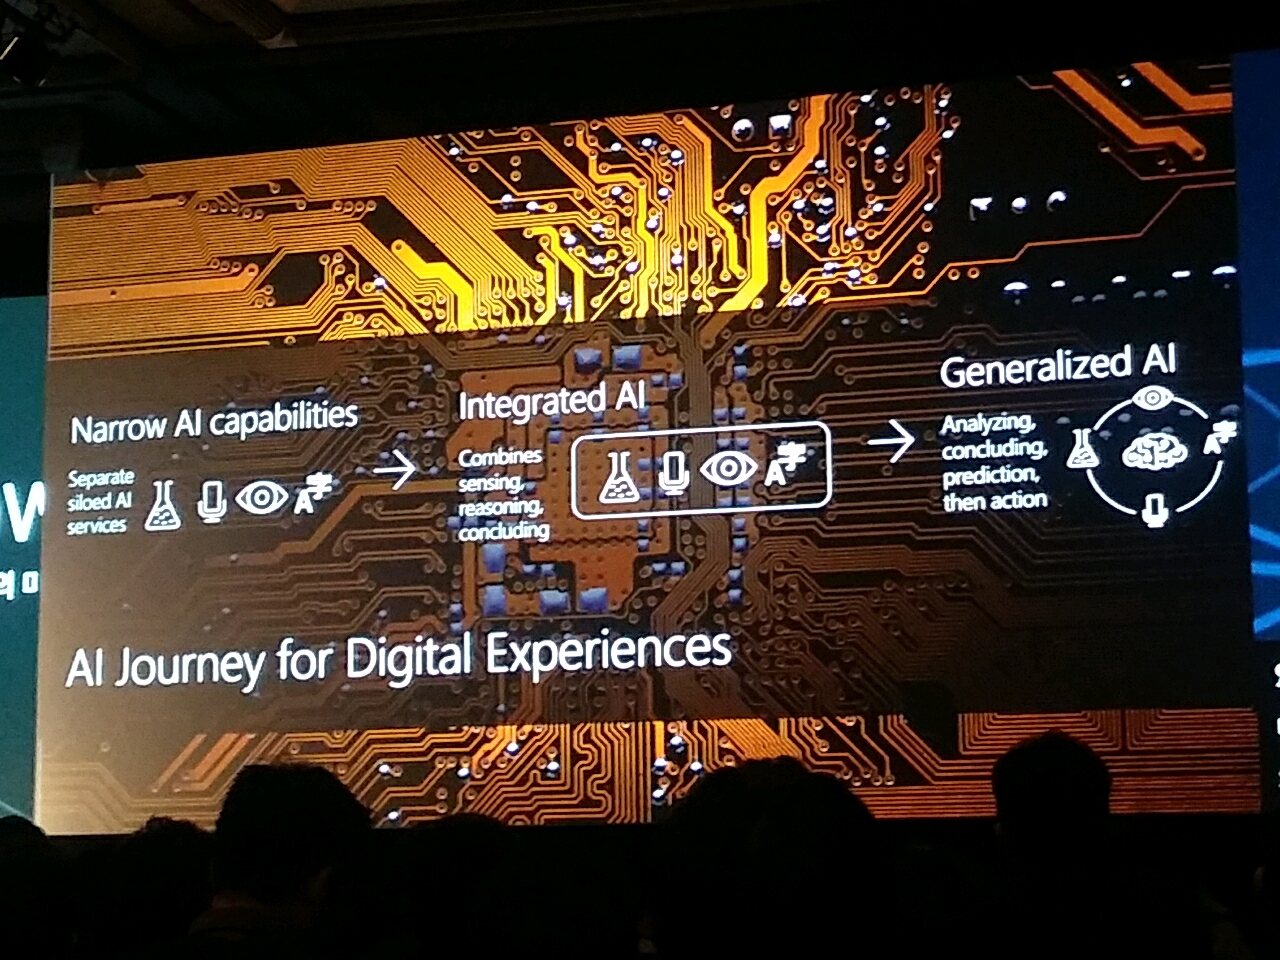 Narrow AI capabilities
Separate
siloed AI
services
Integrated AI
Combines
sensing,
reasoning,
concluding
Generalized AI
Analyzing,
concluding,
prediction,
then action
AI Journey for Digital Experiences